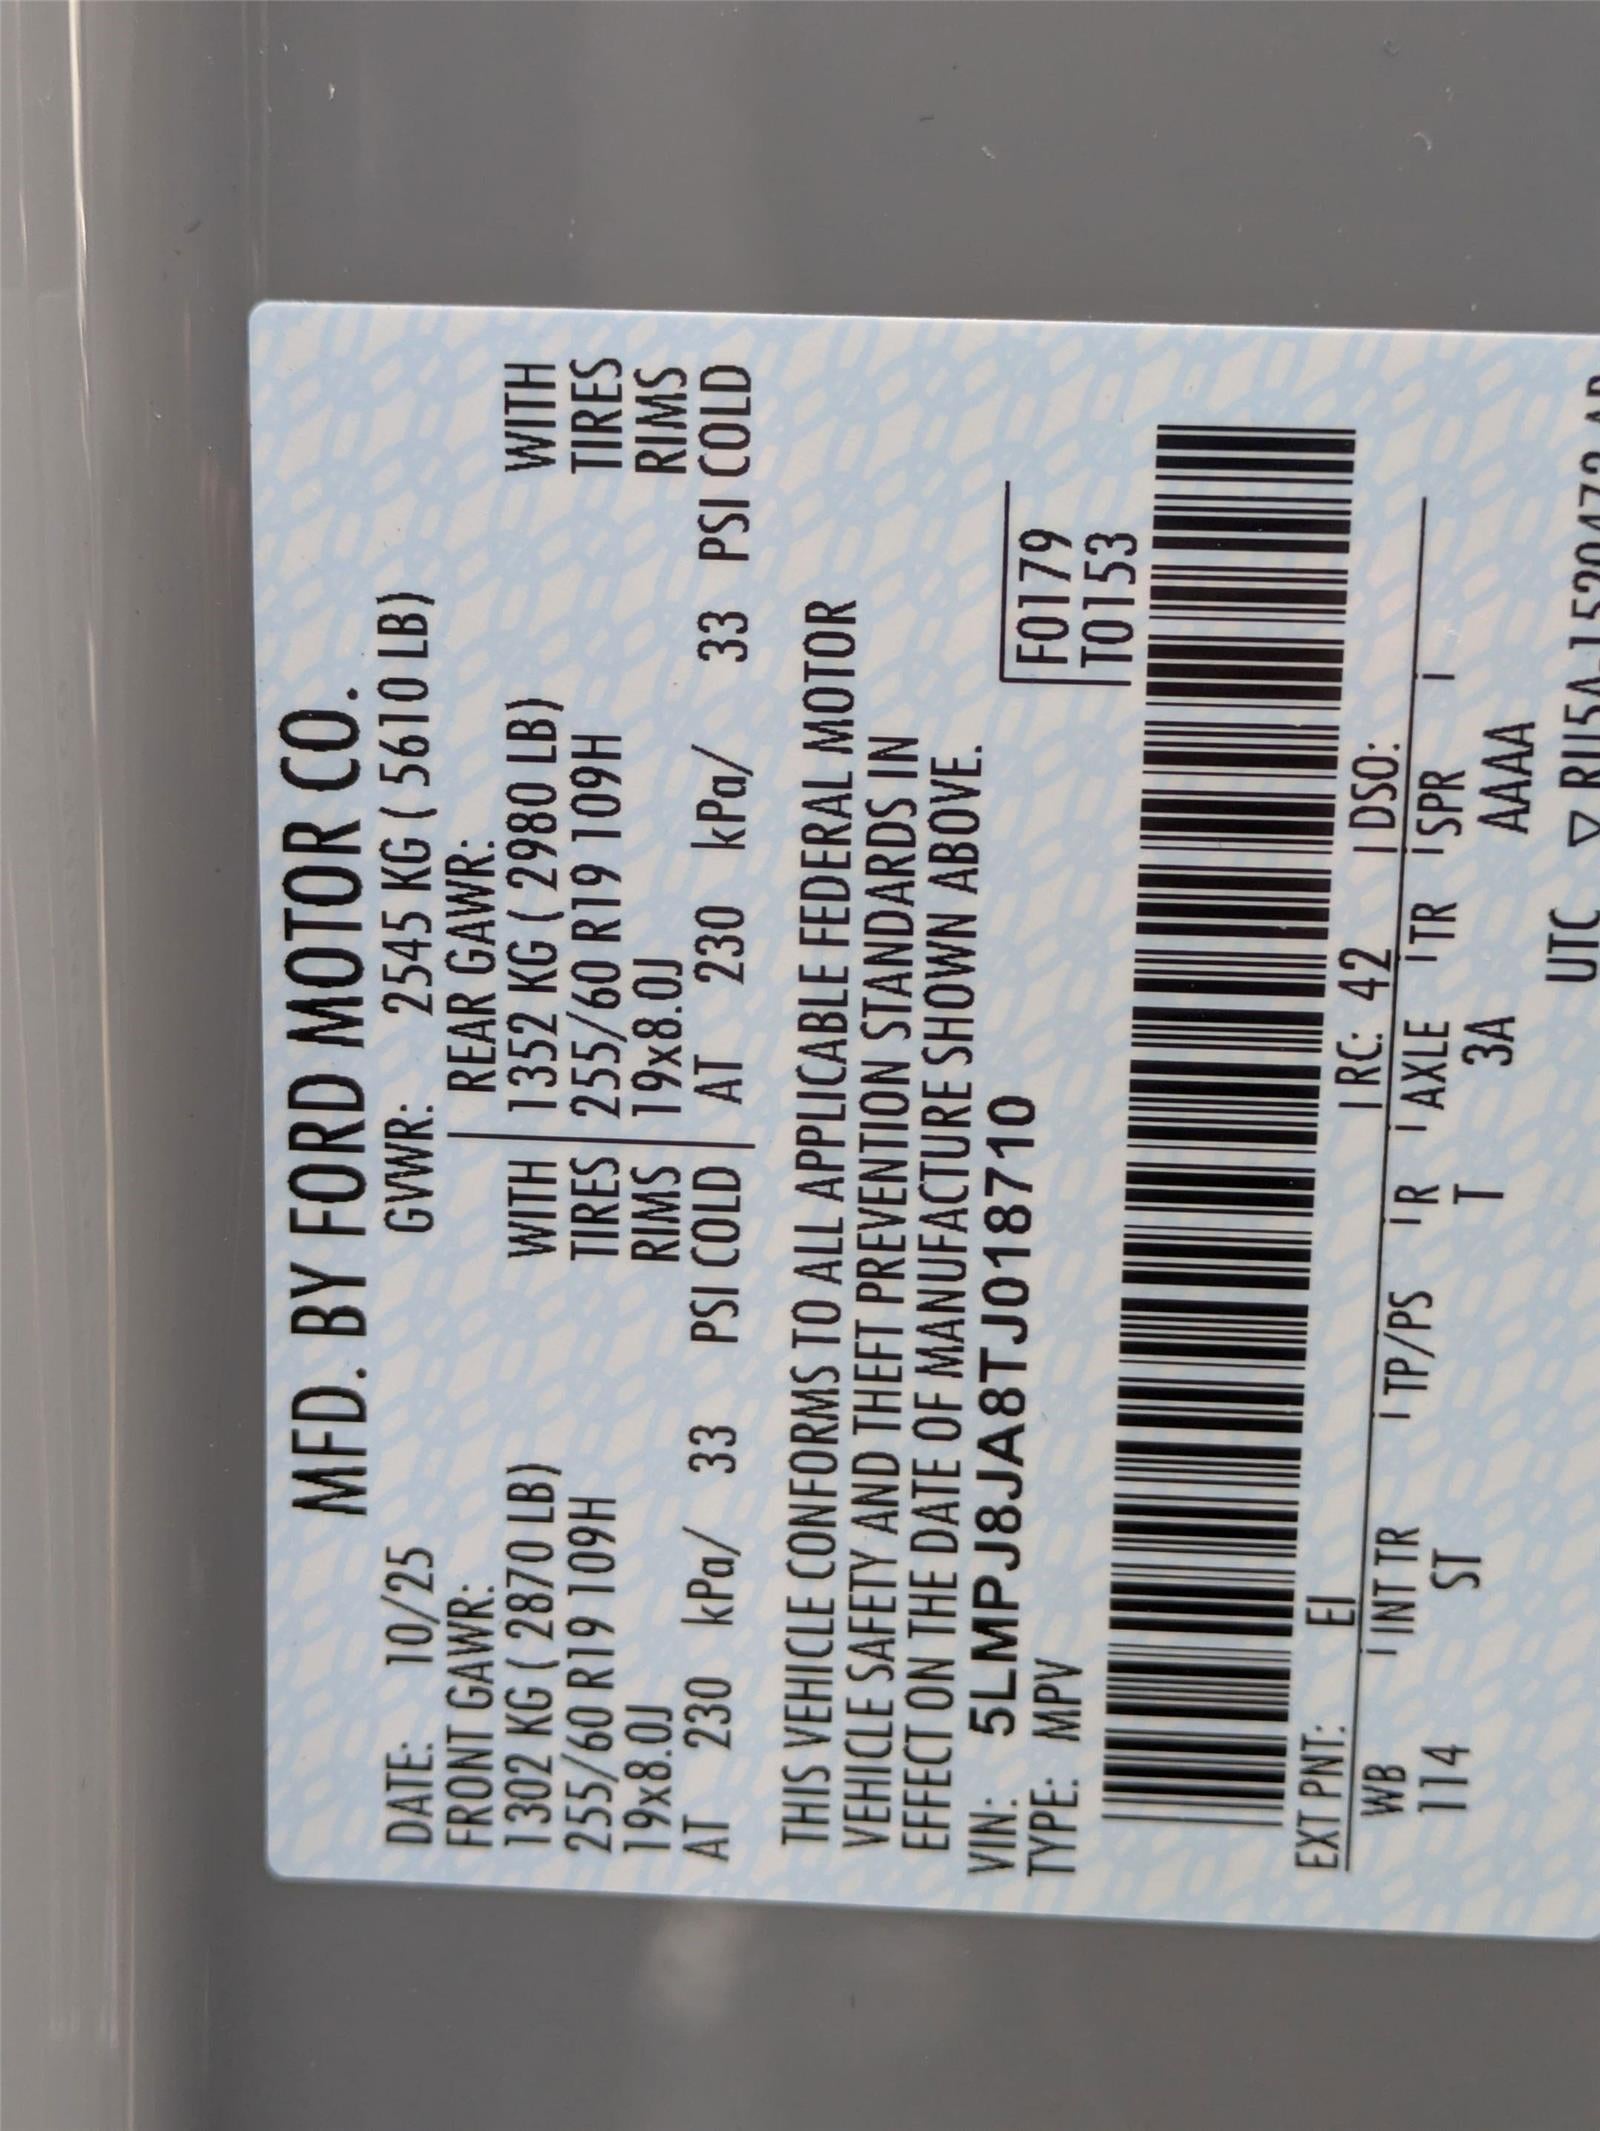 MFD. BY FORD MOTOR CO.
DATE: 10/25 GVWR: 2545 KG ( 5610 LB)
FRONT GAWR: REAR GAWR:
1302 KG ( 2870 LB) WITH 1352 KG ( 2980 LB) WITH
255/60 R19 109H TIRES 255/60 R19 109H TIRES
19x8.0J RIMS 19x8.0J RIMS
AT 230 kPa/ 33 PSI COLD AT 230 kPa/ 33 PSI COLD
THIS VEHICLE CONFORMS TO ALL APPLICABLE FEDERAL MOTOR
VEHICLE SAFETY AND THEFT PREVENTION STANDARDS IN
EFFECT ON THE DATE OF MANUFACTURE SHOWN ABOVE.
VIN: 5LMPJ8JA8TJ018710
TYPE: MPV
F0179
T0153
EXT PNT: EI RC: 42 DSO:
WB INT TR TP/PS R AXLE TR SPR
114 ST T 3A AAAA
UTC